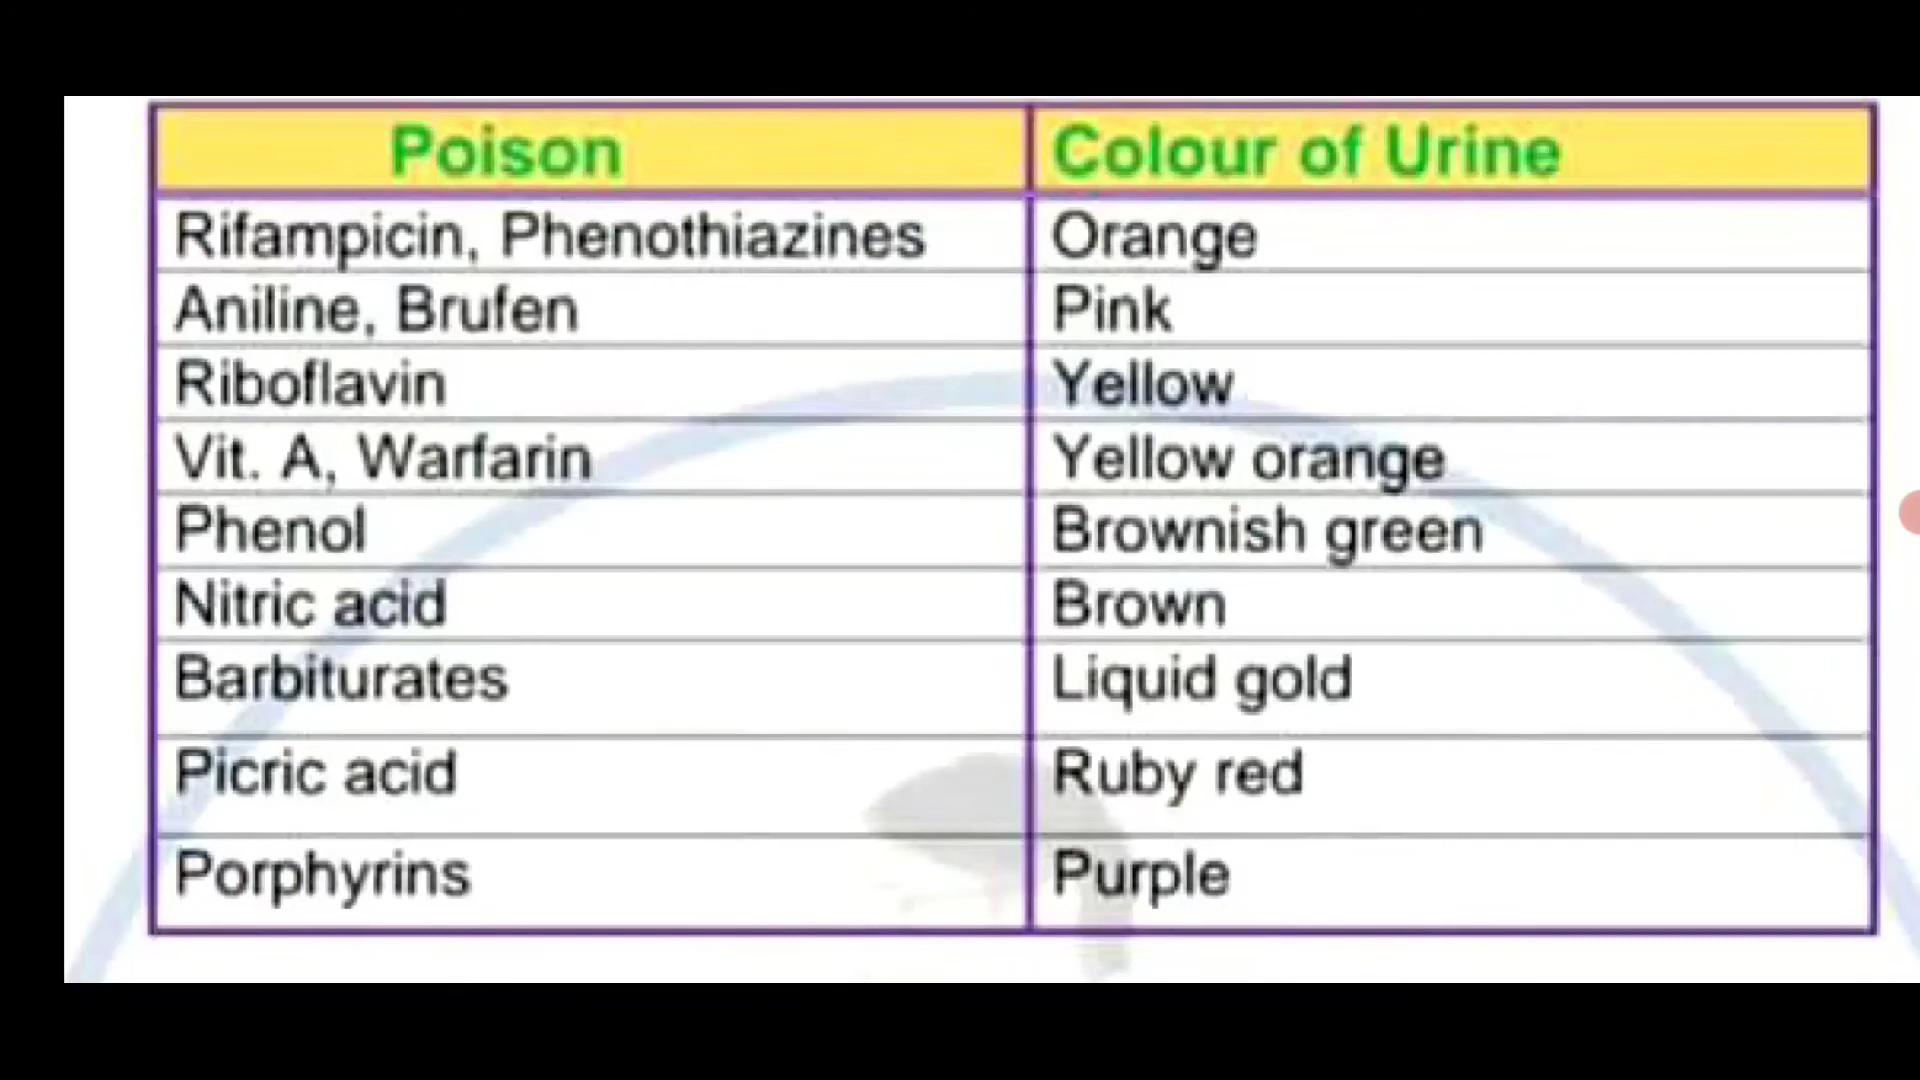 Poison Colour of Urine
Rifampicin, Phenothiazines Orange
Aniline, Brufen Pink
Riboflavin Yellow
Vit. A, Warfarin Yellow orange
Phenol Brownish green
Nitric acid Brown
Barbiturates Liquid gold
Picric acid Ruby red
Porphyrins Purple